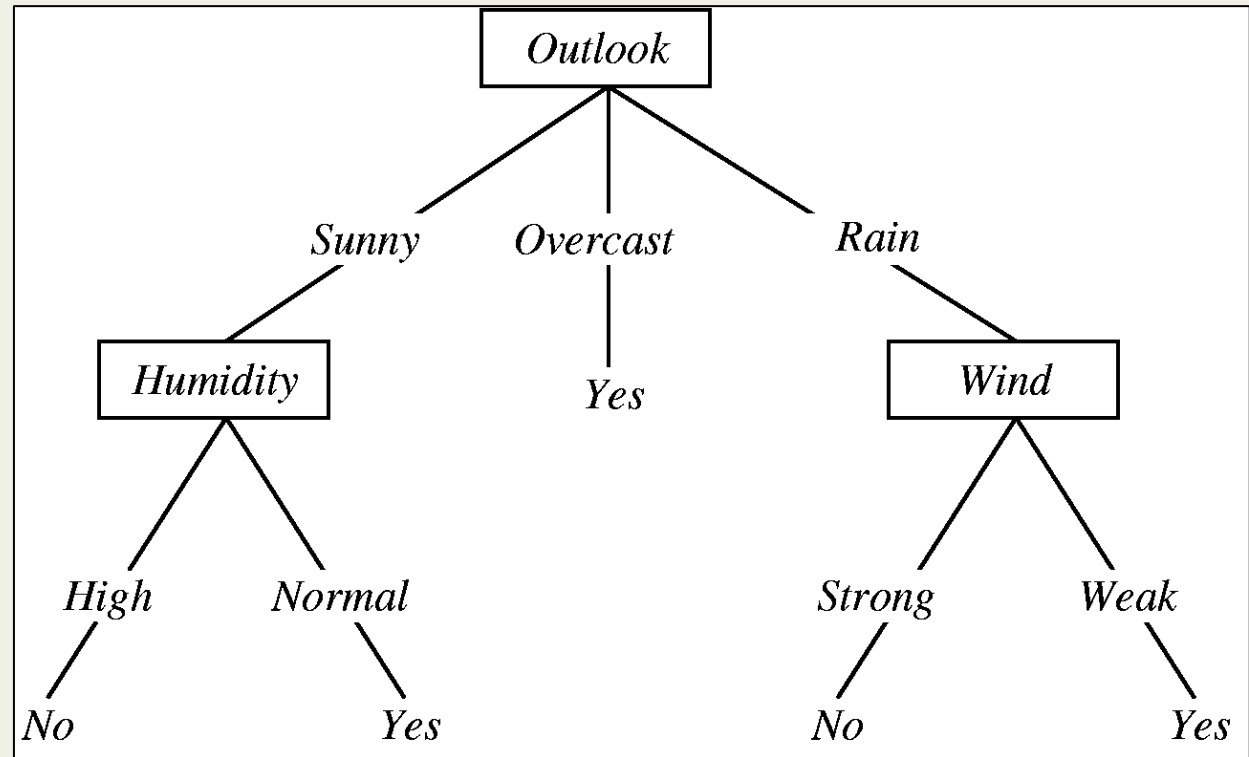 Outlook
Sunny Overcast Rain
Humidity Yes Wind
High Normal Strong Weak
No Yes No Yes